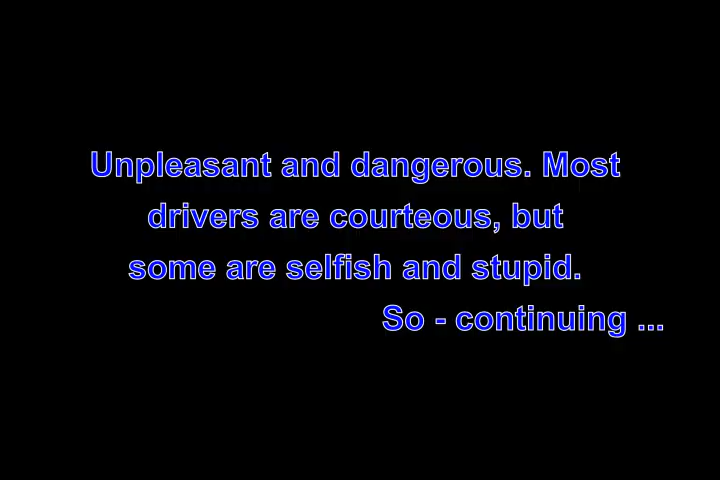 Unpleasant and dangerous. Most
drivers are courteous, but
some are selfish and stupid.
So - continuing ...